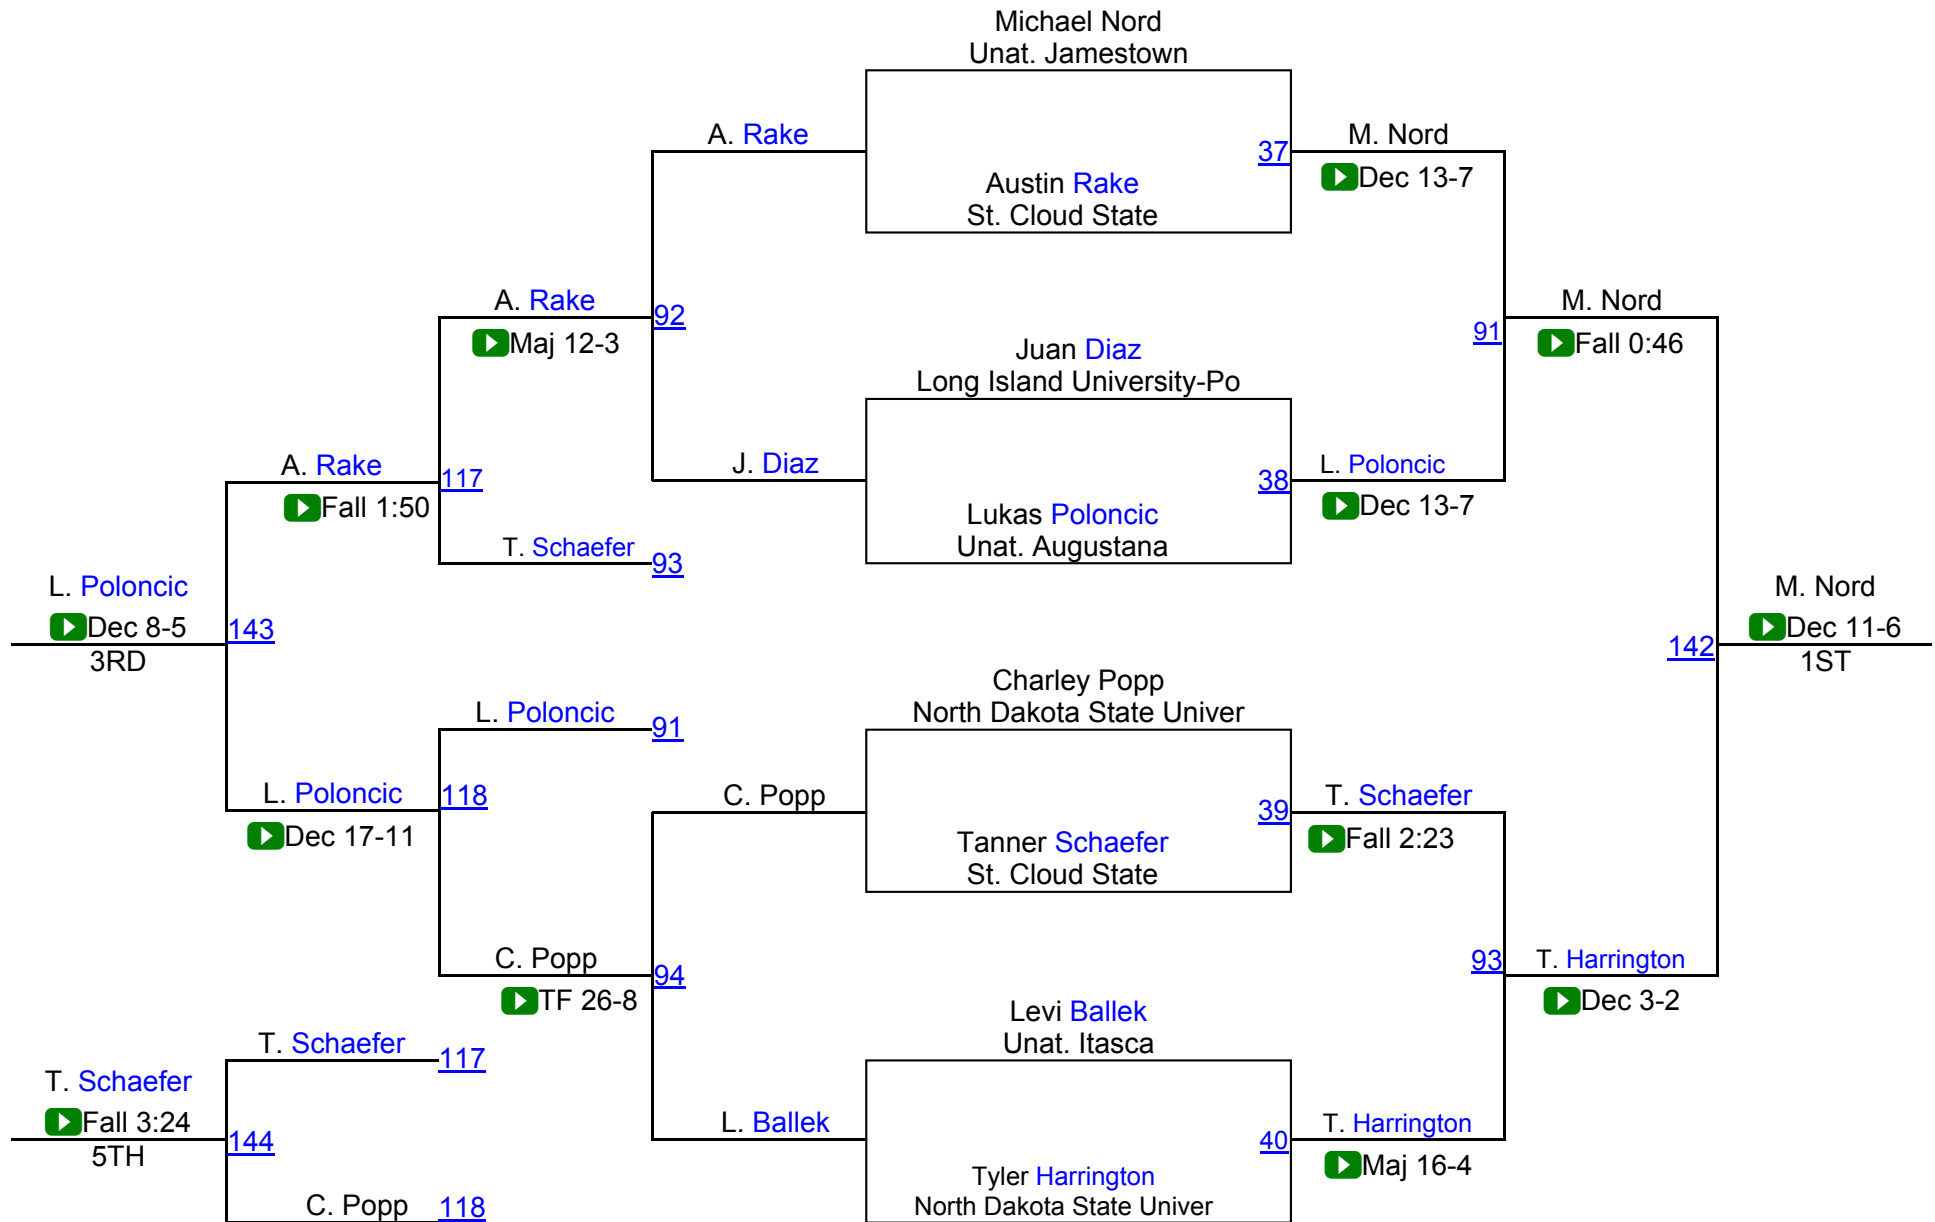 Michael Nord
Unat. Jamestown
A. Rake
37
M. Nord
Dec 13-7
Austin Rake
St. Cloud State
A. Rake
92
Maj 12-3
91
M. Nord
Fall 0:46
Juan Diaz
Long Island University-Po
A. Rake
117
Fall 1:50
J. Diaz
38
L. Poloncic
Dec 13-7
Lukas Poloncic
Unat. Augustana
T. Schaefer
93
L. Poloncic
Dec 8-5
143
3RD
M. Nord
Dec 11-6
142
1ST
Charley Popp
North Dakota State Univer
L. Poloncic
91
L. Poloncic
118
Dec 17-11
C. Popp
39
T. Schaefer
Fall 2:23
Tanner Schaefer
St. Cloud State
C. Popp
94
TF 26-8
93
T. Harrington
Dec 3-2
Levi Ballek
Unat. Itasca
T. Schaefer
117
T. Schaefer
Fall 3:24
144
5TH
L. Ballek
40
T. Harrington
Maj 16-4
Tyler Harrington
North Dakota State Univer
C. Popp
118